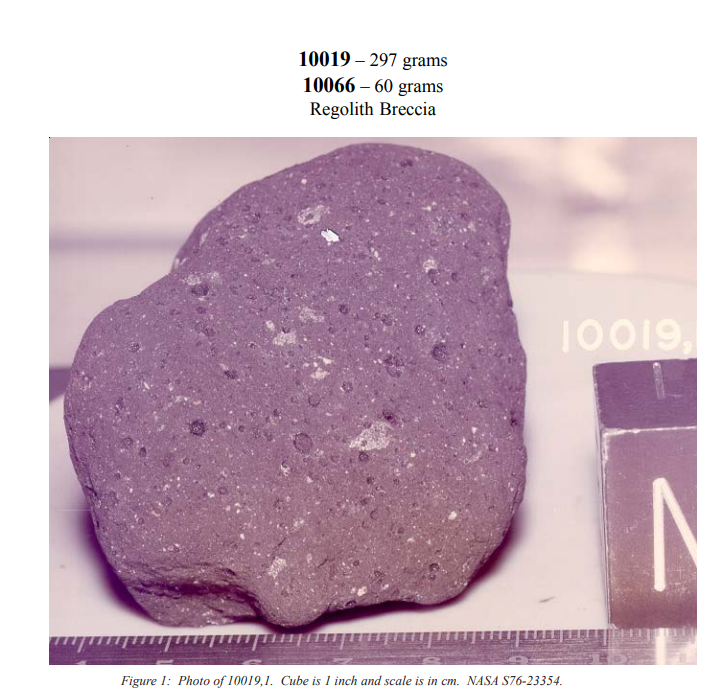 10019 – 297 grams
10066 – 60 grams
Regolith Breccia
10019,
N
5 6 7 8 9 10
Figure 1: Photo of 10019,1. Cube is 1 inch and scale is in cm. NASA S76-23354.